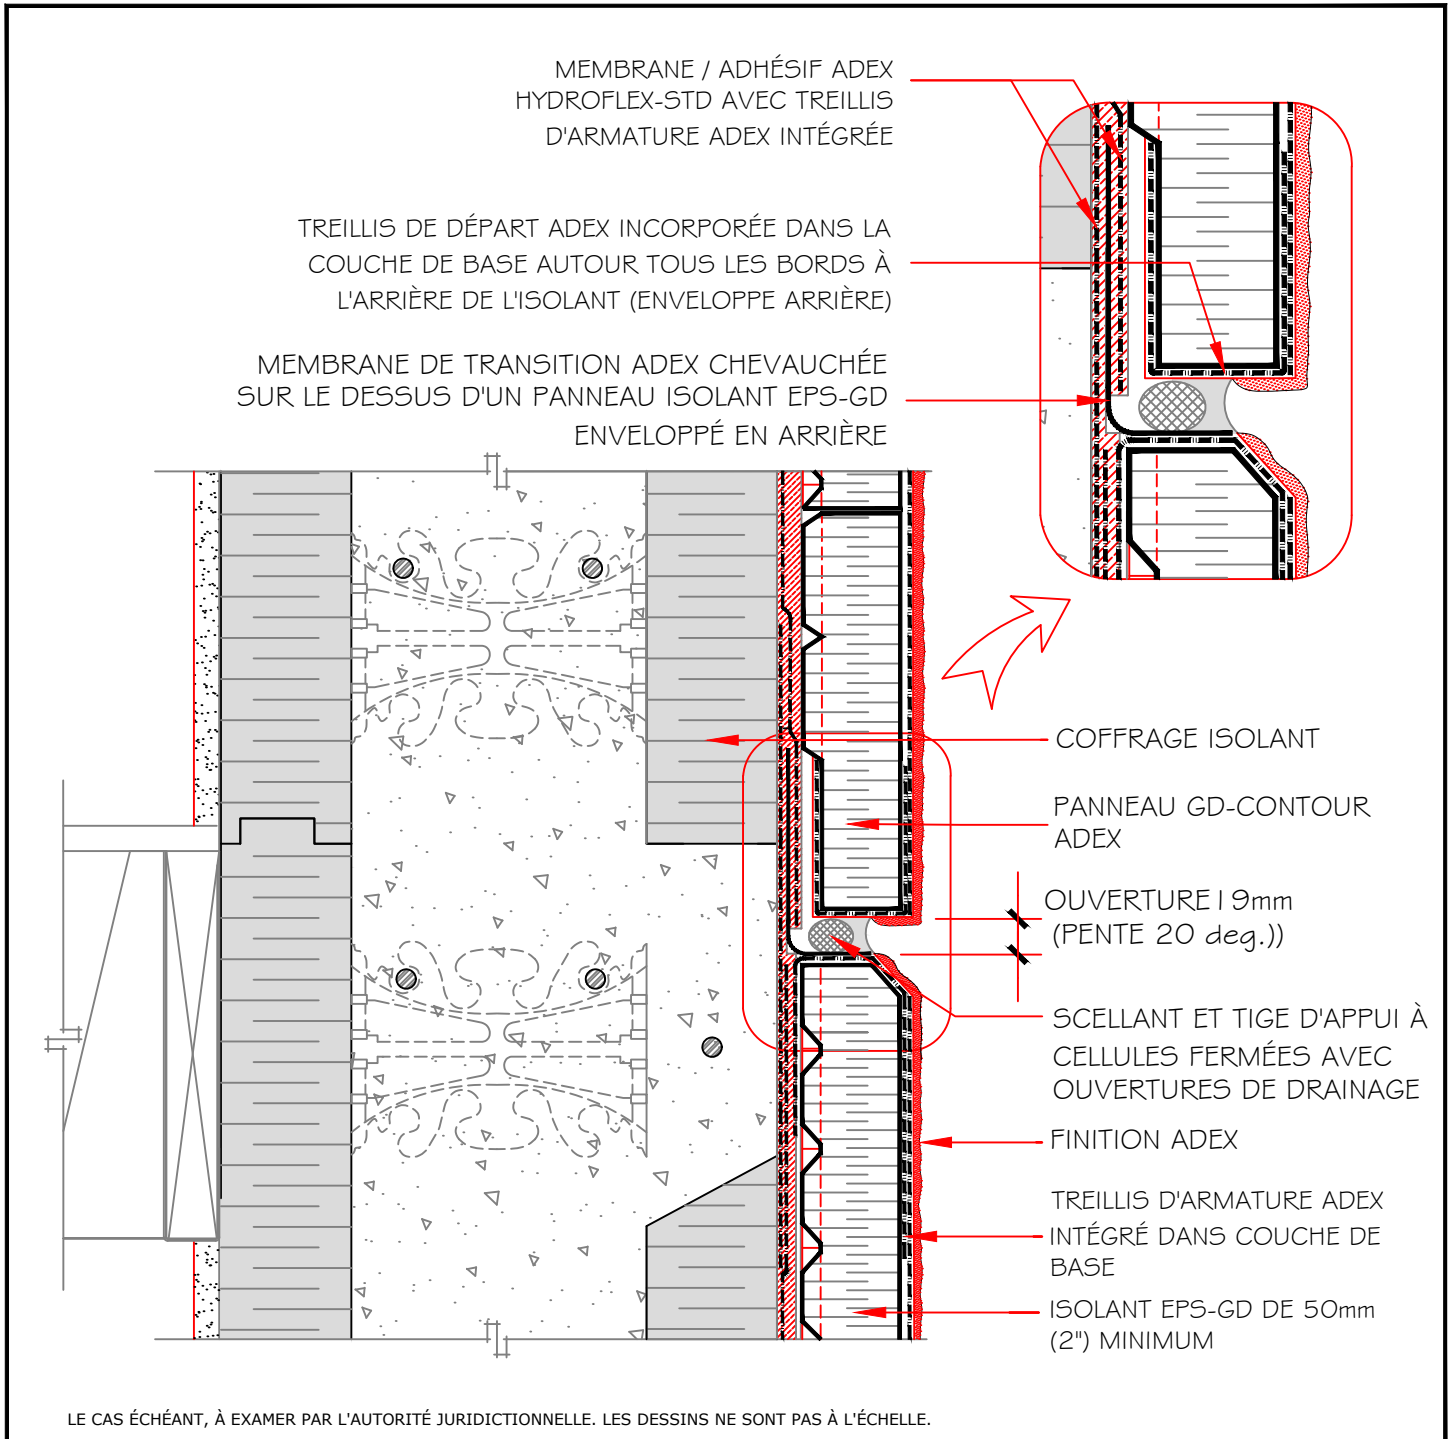 MEMBRANE / ADHÉSIF ADEX
HYDROFLEX-STD AVEC TREILLIS
D'ARMATURE ADEX INTÉGRÉE
TREILLIS DE DÉPART ADEX INCORPORÉE DANS LA
COUCHE DE BASE AUTOUR TOUS LES BORDS À
L'ARRIÈRE DE L'ISOLANT (ENVELOPPE ARRIÈRE)
MEMBRANE DE TRANSITION ADEX CHEVAUCHÉE
SUR LE DESSUS D'UN PANNEAU ISOLANT EPS-GD
ENVELOPPÉ EN ARRIÈRE
COFFRAGE ISOLANT
PANNEAU GD-CONTOUR
ADEX
OUVERTURE19mm
(PENTE 20 deg.))
SCELLANT ET TIGE D'APPUI À
CELLULES FERMÉES AVEC
OUVERTURES DE DRAINAGE
FINITION ADEX
TREILLIS D'ARMATURE ADEX
INTÉGRÉ DANS COUCHE DE
BASE
ISOLANT EPS-GD DE 50mm
(2") MINIMUM
LE CAS ÉCHÉANT, À EXAMER PAR L'AUTORITÉ JURIDICTIONNELLE. LES DESSINS NE SONT PAS À L'ÉCHELLE.